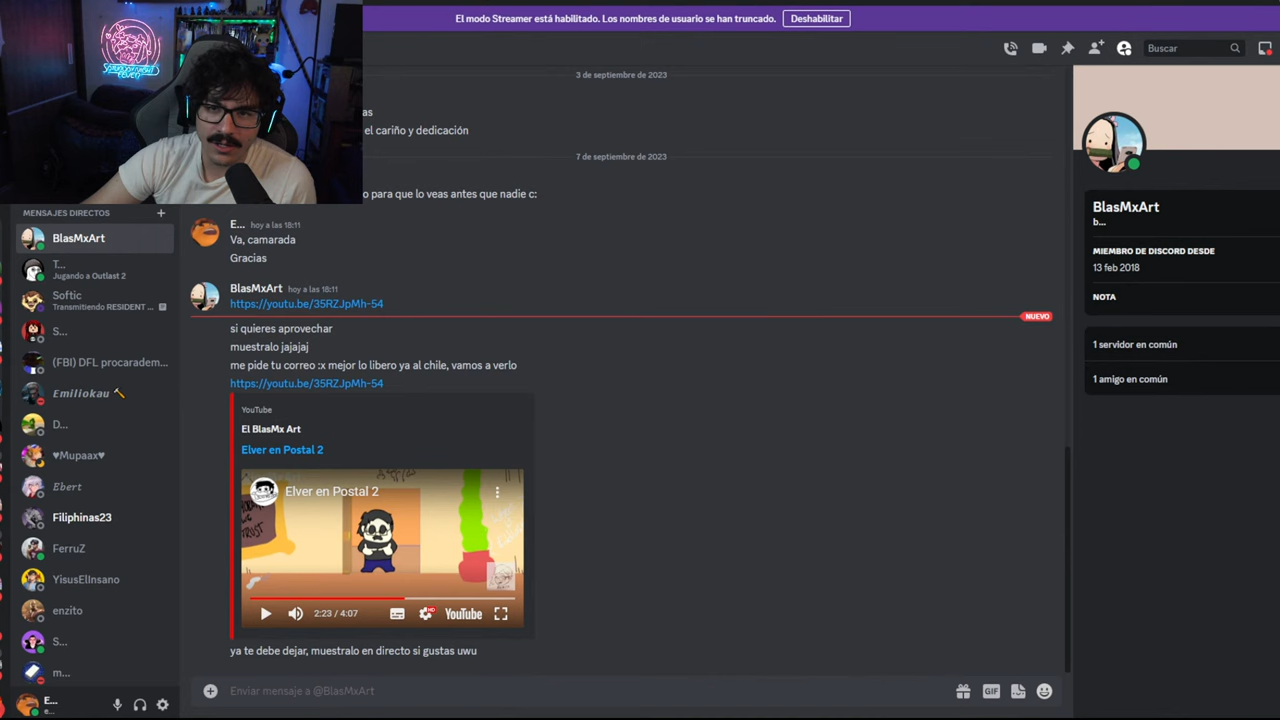 El modo Streamer está habilitado. Los nombres de usuario se han truncado.
Deshabilitar
Buscar
3 de septiembre de 2023
as
el cariño y dedicación
7 de septiembre de 2023
o para que lo veas antes que nadie c:
E... hoy a las 18:11
Va, camarada
Gracias
BlasMxArt hoy a las 18:11
https://youtu.be/35RZJpMh-54
NUEVO
si quieres aprovechar
muestralo jajajaj
me pide tu correo :x mejor lo libero ya al chile, vamos a verlo
https://youtu.be/35RZJpMh-54
YouTube
El BlasMx Art
Elver en Postal 2
Elver en Postal 2
2:23 / 4:07
HD
YouTube
ya te debe dejar, muestralo en directo si gustas uwu
Enviar mensaje a @BlasMxArt
GIF
MENSAJES DIRECTOS
BlasMxArt
T...
Jugando a Outlast 2
Softic
Transmitiendo RESIDENT ...
S...
(FBI) DFL procaradem...
Emiliokau
D...
♥Mupaax♥
Ebert
Filiphinas23
FerruZ
YisusElInsano
enzito
S...
m...
E...
e...
BlasMxArt
b...
MIEMBRO DE DISCORD DESDE
13 feb 2018
NOTA
1 servidor en común
1 amigo en común